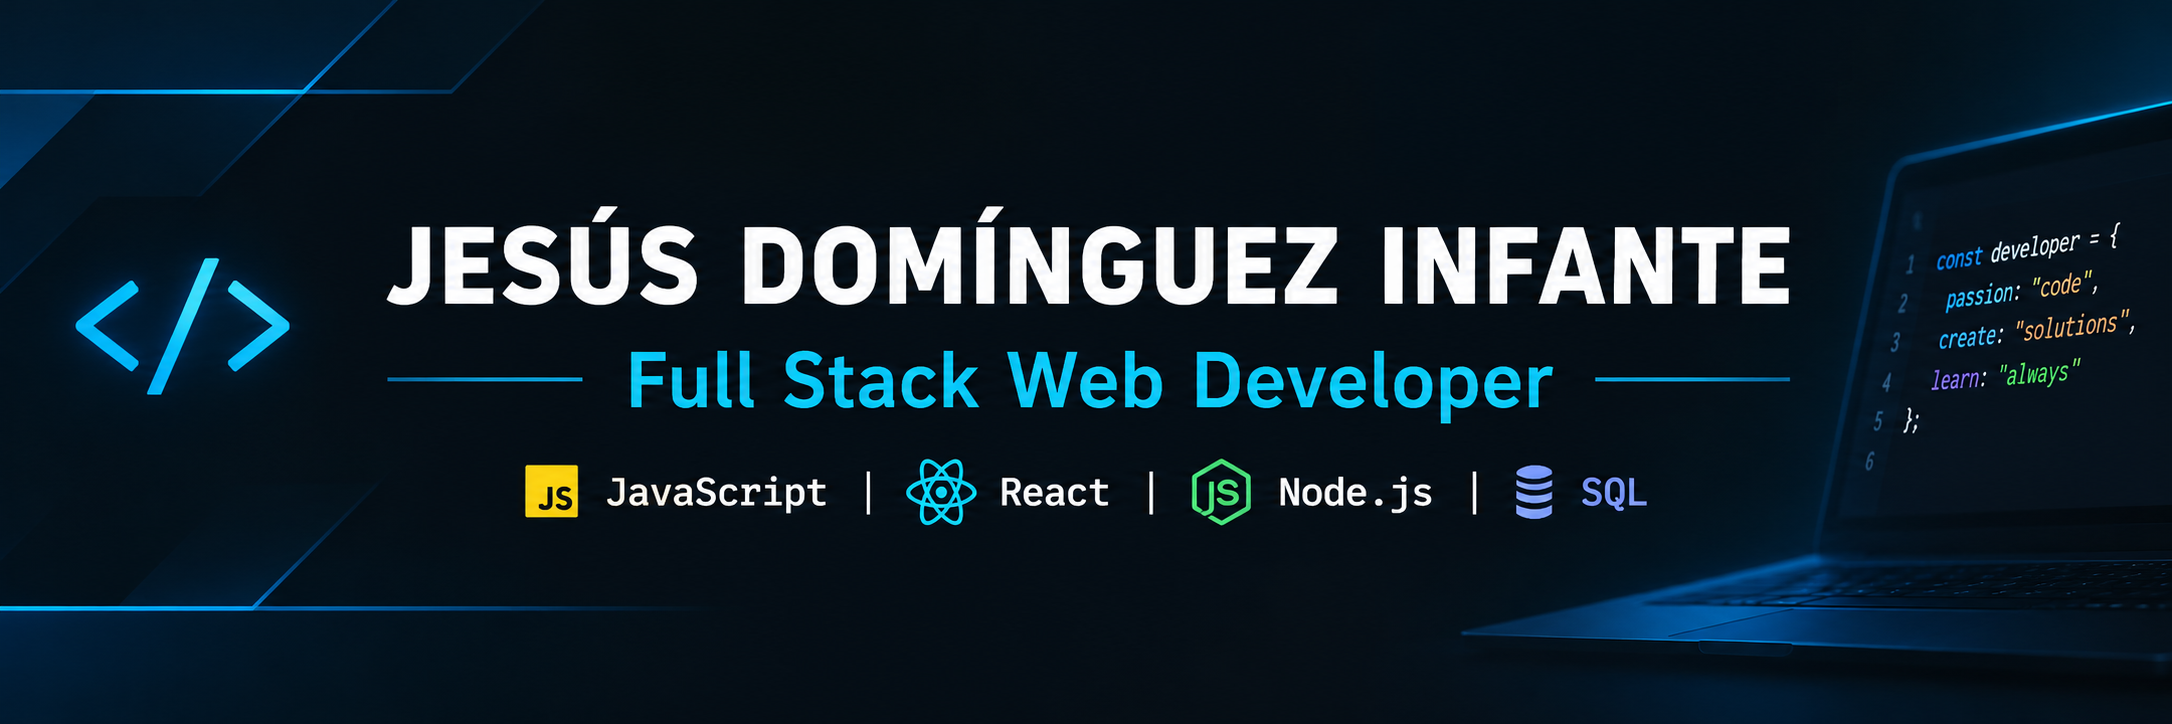 </>
JESÚS DOMÍNGUEZ INFANTE
Full Stack Web Developer
JS JavaScript | React | JS Node.js | SQL
1 const developer = {
2 passion: "code",
3 create: "solutions",
4 learn: "always"
5 };
6